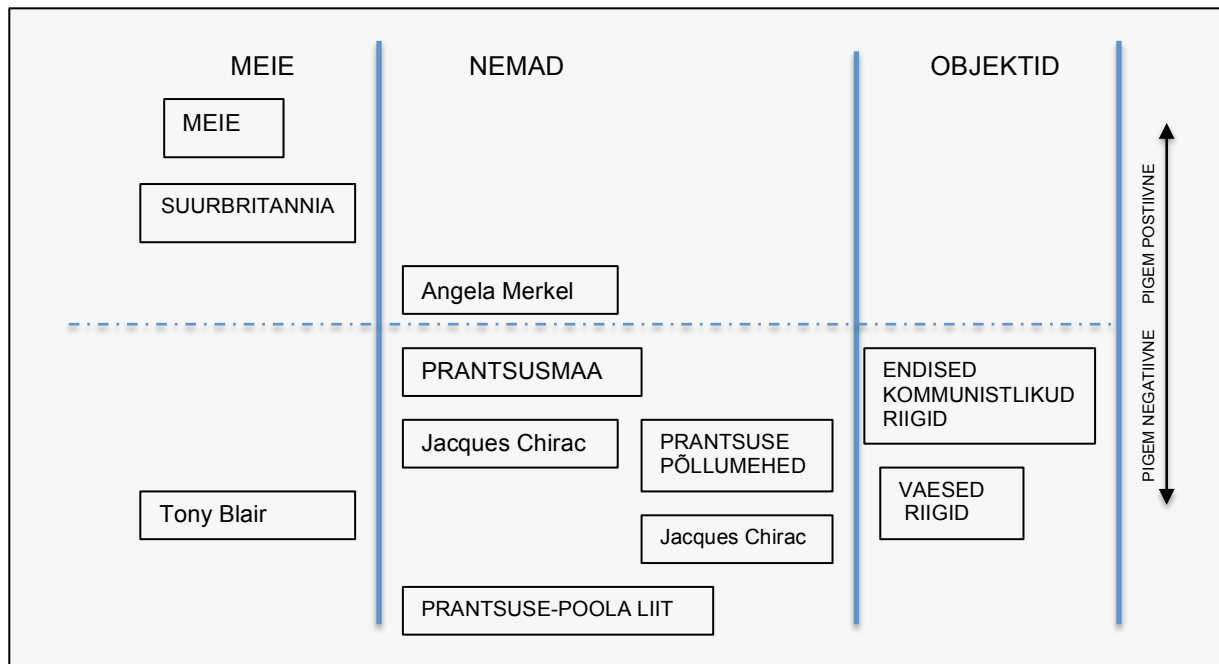 MEIE
NEMAD
OBJEKTID
MEIE
SUURBRITANNIA
Angela Merkel
PRANTSUSMAA
ENDISED
KOMMUNISTLIKUD
RIIGID
Jacques Chirac
PRANTSUSE
PÕLLUMEHED
Tony Blair
VAESED
RIIGID
Jacques Chirac
PRANTSUSE-POOLA LIIT
PIGEM NEGATIIVNE PIGEM POSTIIVNE